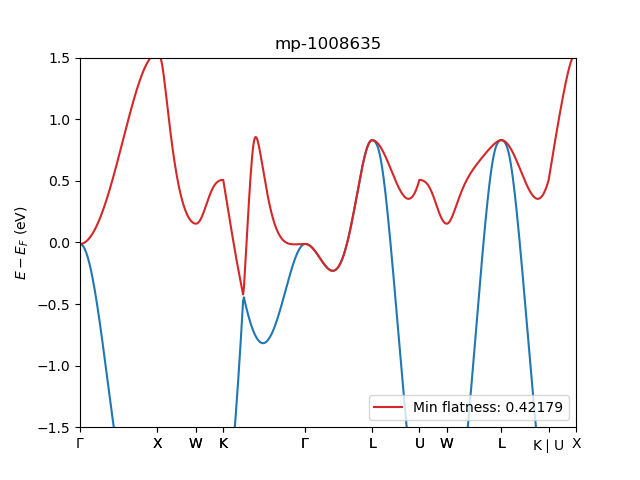 mp-1008635
1.5
1.0
0.5
0.0
−0.5
−1.0
−1.5
E − E_F (eV)
Min flatness: 0.42179
Γ X W K Γ L U W L K | U X